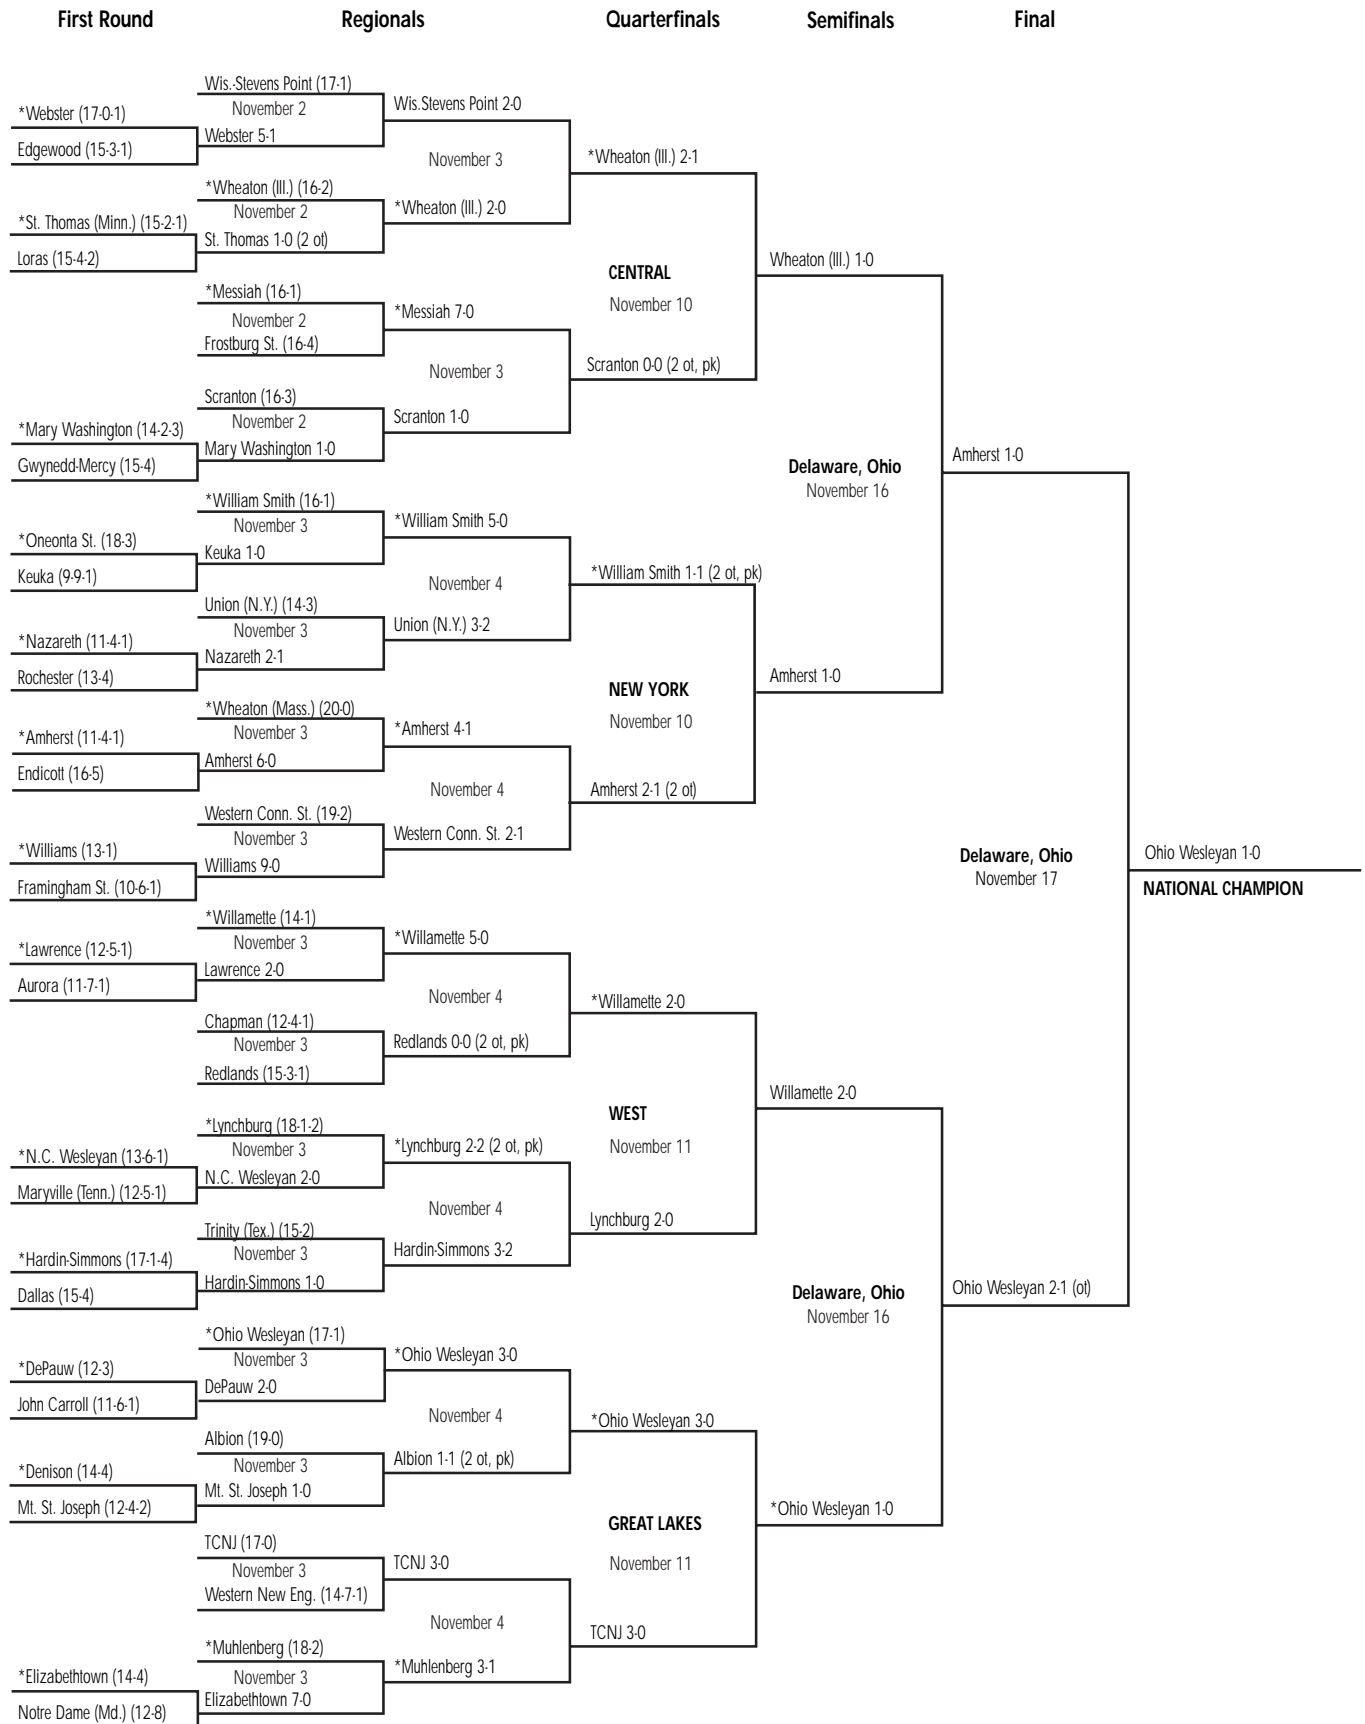 First Round
Regionals
Quarterfinals
Semifinals
Final
*Webster (17-0-1)
Edgewood (15-3-1)
*St. Thomas (Minn.) (15-2-1)
Loras (15-4-2)
*Mary Washington (14-2-3)
Gwynedd-Mercy (15-4)
*Oneonta St. (18-3)
Keuka (9-9-1)
*Nazareth (11-4-1)
Rochester (13-4)
*Amherst (11-4-1)
Endicott (16-5)
*Williams (13-1)
Framingham St. (10-6-1)
*Lawrence (12-5-1)
Aurora (11-7-1)
*N.C. Wesleyan (13-6-1)
Maryville (Tenn.) (12-5-1)
*Hardin-Simmons (17-1-4)
Dallas (15-4)
*DePauw (12-3)
John Carroll (11-6-1)
*Denison (14-4)
Mt. St. Joseph (12-4-2)
*Elizabethtown (14-4)
Notre Dame (Md.) (12-8)
Wis.-Stevens Point (17-1)
November 2
Webster 5-1
*Wheaton (Ill.) (16-2)
November 2
St. Thomas 1-0 (2 ot)
*Messiah (16-1)
November 2
Frostburg St. (16-4)
Scranton (16-3)
November 2
Mary Washington 1-0
*William Smith (16-1)
November 3
Keuka 1-0
Union (N.Y.) (14-3)
November 3
Nazareth 2-1
*Wheaton (Mass.) (20-0)
November 3
Amherst 6-0
Western Conn. St. (19-2)
November 3
Williams 9-0
*Willamette (14-1)
November 3
Lawrence 2-0
Chapman (12-4-1)
November 3
Redlands (15-3-1)
*Lynchburg (18-1-2)
November 3
N.C. Wesleyan 2-0
Trinity (Tex.) (15-2)
November 3
Hardin-Simmons 1-0
*Ohio Wesleyan (17-1)
November 3
DePauw 2-0
Albion (19-0)
November 3
Mt. St. Joseph 1-0
TCNJ (17-0)
November 3
Western New Eng. (14-7-1)
*Muhlenberg (18-2)
November 3
Elizabethtown 7-0
Wis.Stevens Point 2-0
November 3
*Wheaton (Ill.) 2-0
*Messiah 7-0
November 3
Scranton 1-0
*William Smith 5-0
November 4
Union (N.Y.) 3-2
*Amherst 4-1
November 4
Western Conn. St. 2-1
*Willamette 5-0
November 4
Redlands 0-0 (2 ot, pk)
*Lynchburg 2-2 (2 ot, pk)
November 4
Hardin-Simmons 3-2
*Ohio Wesleyan 3-0
November 4
Albion 1-1 (2 ot, pk)
TCNJ 3-0
November 4
*Muhlenberg 3-1
*Wheaton (Ill.) 2-1
CENTRAL
November 10
Scranton 0-0 (2 ot, pk)
*William Smith 1-1 (2 ot, pk)
NEW YORK
November 10
Amherst 2-1 (2 ot)
*Willamette 2-0
WEST
November 11
Lynchburg 2-0
*Ohio Wesleyan 3-0
GREAT LAKES
November 11
TCNJ 3-0
Wheaton (Ill.) 1-0
Delaware, Ohio
November 16
Amherst 1-0
Willamette 2-0
Delaware, Ohio
November 16
*Ohio Wesleyan 1-0
Amherst 1-0
Delaware, Ohio
November 17
Ohio Wesleyan 2-1 (ot)
Ohio Wesleyan 1-0
NATIONAL CHAMPION